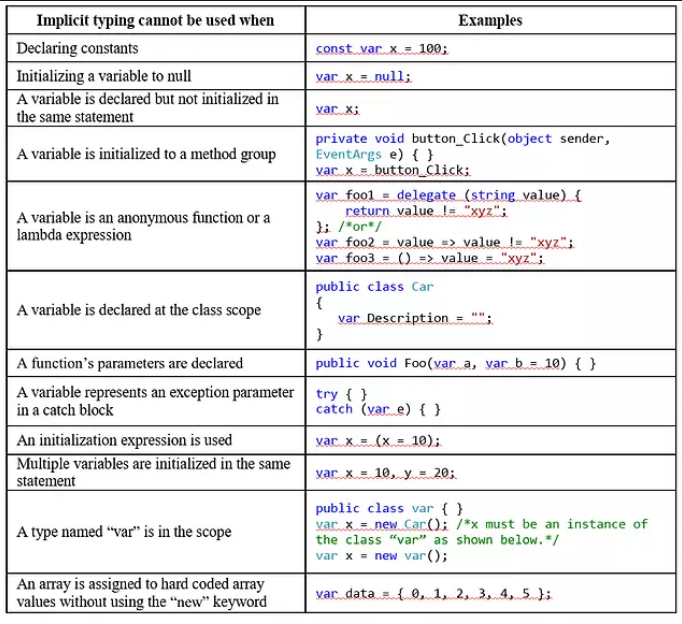 Implicit typing cannot be used when
Examples
Declaring constants
const var x = 100;
Initializing a variable to null
var x = null;
A variable is declared but not initialized in
the same statement
var x;
A variable is initialized to a method group
private void button_Click(object sender,
EventArgs e) { }
var x = button_Click;
A variable is an anonymous function or a
lambda expression
var foo1 = delegate (string value) {
    return value != "xyz";
}; /*or*/
var foo2 = value => value != "xyz";
var foo3 = () => value = "xyz";
A variable is declared at the class scope
public class Car
{
   var Description = "";
}
A function’s parameters are declared
public void Foo(var a, var b = 10) { }
A variable represents an exception parameter
in a catch block
try { }
catch (var e) { }
An initialization expression is used
var x = (x = 10);
Multiple variables are initialized in the same
statement
var x = 10, y = 20;
A type named “var” is in the scope
public class var { }
var x = new Car(); /*x must be an instance of
the class “var” as shown below.*/
var x = new var();
An array is assigned to hard coded array
values without using the “new” keyword
var data = { 0, 1, 2, 3, 4, 5 };